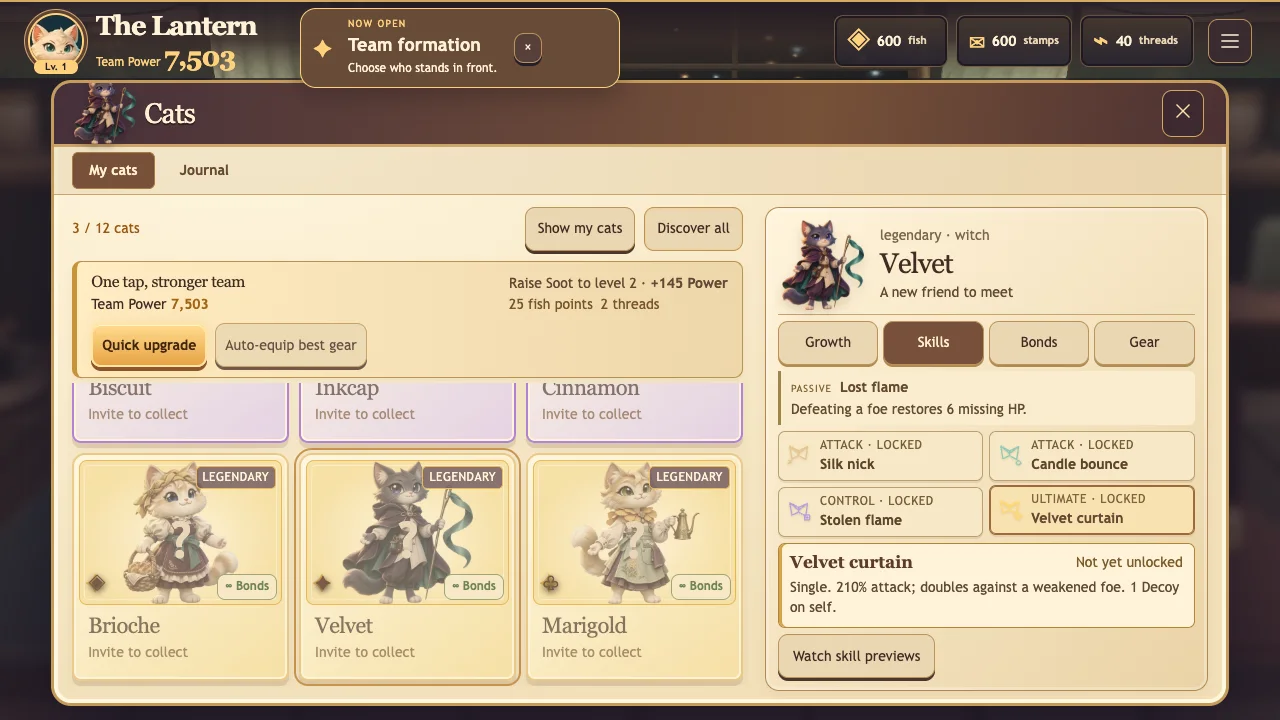 The Lantern
Lv. 1
Team Power 7,503
NOW OPEN
Team formation
Choose who stands in front.
×
600 fish
600 stamps
40 threads
Cats
My cats
Journal
3 / 12 cats
Show my cats
Discover all
One tap, stronger team
Team Power 7,503
Raise Soot to level 2 · +145 Power
25 fish points 2 threads
Quick upgrade
Auto-equip best gear
Biscuit
Invite to collect
Inkcap
Invite to collect
Cinnamon
Invite to collect
LEGENDARY
?
∞ Bonds
Brioche
Invite to collect
LEGENDARY
?
∞ Bonds
Velvet
Invite to collect
LEGENDARY
?
∞ Bonds
Marigold
Invite to collect
legendary · witch
Velvet
A new friend to meet
Growth
Skills
Bonds
Gear
PASSIVE Lost flame
Defeating a foe restores 6 missing HP.
ATTACK · LOCKED
Silk nick
ATTACK · LOCKED
Candle bounce
CONTROL · LOCKED
Stolen flame
ULTIMATE · LOCKED
Velvet curtain
Velvet curtain
Not yet unlocked
Single. 210% attack; doubles against a weakened foe. 1 Decoy
on self.
Watch skill previews